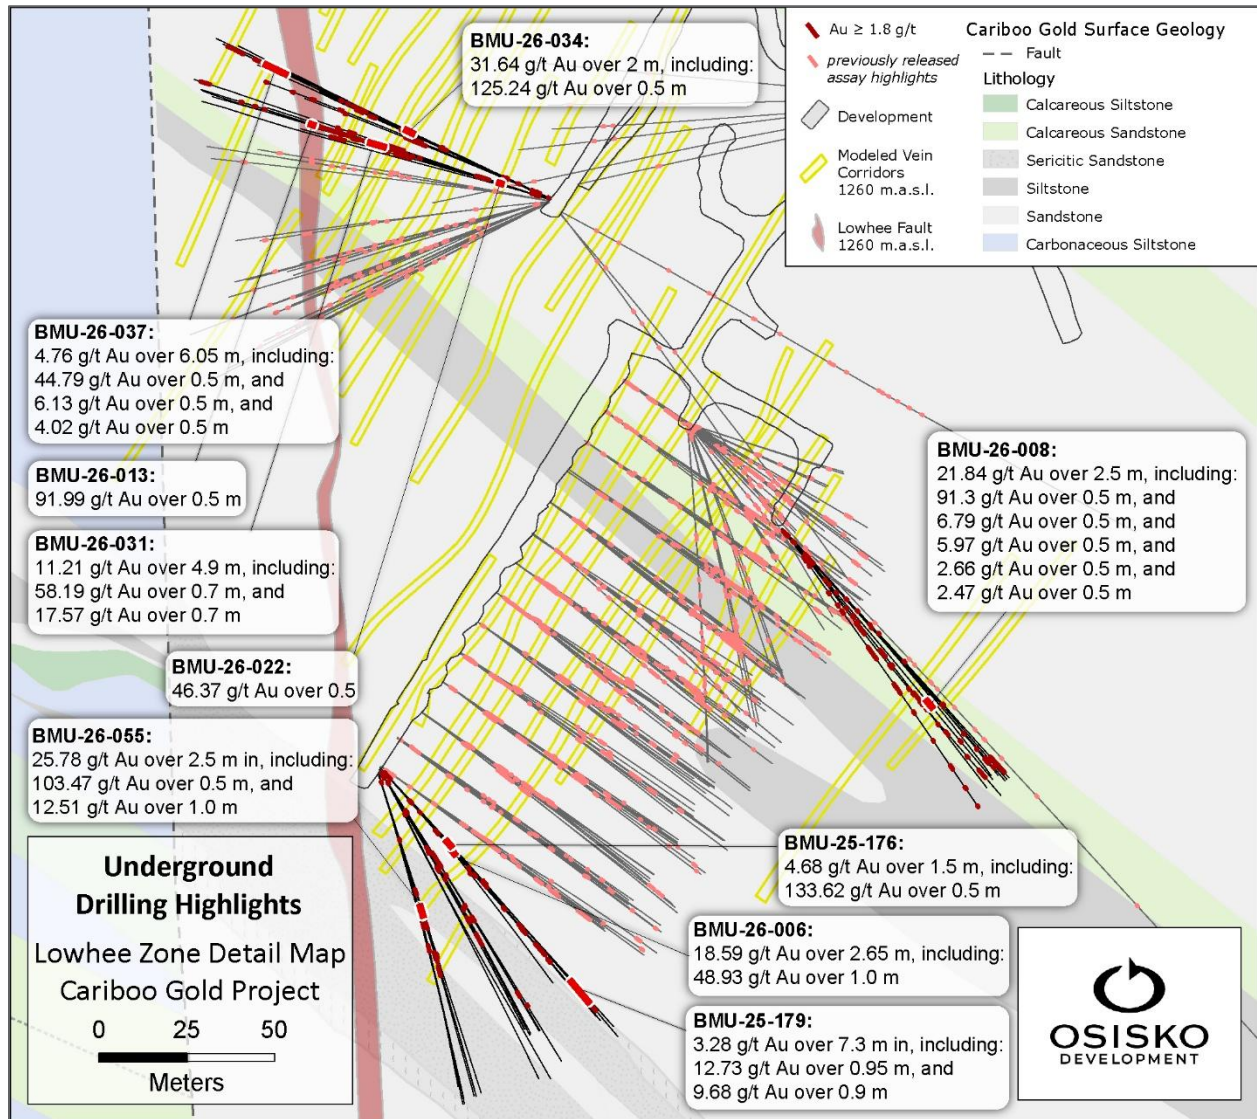 BMU-26-034:
31.64 g/t Au over 2 m, including:
125.24 g/t Au over 0.5 m
Au ≥ 1.8 g/t
previously released
assay highlights
Development
Modeled Vein
Corridors
1260 m.a.s.l.
Lowhee Fault
1260 m.a.s.l.
Cariboo Gold Surface Geology
Fault
Lithology
Calcareous Siltstone
Calcareous Sandstone
Sericitic Sandstone
Siltstone
Sandstone
Carbonaceous Siltstone
BMU-26-037:
4.76 g/t Au over 6.05 m, including:
44.79 g/t Au over 0.5 m, and
6.13 g/t Au over 0.5 m, and
4.02 g/t Au over 0.5 m
BMU-26-013:
91.99 g/t Au over 0.5 m
BMU-26-031:
11.21 g/t Au over 4.9 m, including:
58.19 g/t Au over 0.7 m, and
17.57 g/t Au over 0.7 m
BMU-26-022:
46.37 g/t Au over 0.5
BMU-26-055:
25.78 g/t Au over 2.5 m in, including:
103.47 g/t Au over 0.5 m, and
12.51 g/t Au over 1.0 m
BMU-26-008:
21.84 g/t Au over 2.5 m, including:
91.3 g/t Au over 0.5 m, and
6.79 g/t Au over 0.5 m, and
5.97 g/t Au over 0.5 m, and
2.66 g/t Au over 0.5 m, and
2.47 g/t Au over 0.5 m
BMU-25-176:
4.68 g/t Au over 1.5 m, including:
133.62 g/t Au over 0.5 m
BMU-26-006:
18.59 g/t Au over 2.65 m, including:
48.93 g/t Au over 1.0 m
BMU-25-179:
3.28 g/t Au over 7.3 m in, including:
12.73 g/t Au over 0.95 m, and
9.68 g/t Au over 0.9 m
Underground
Drilling Highlights
Lowhee Zone Detail Map
Cariboo Gold Project
0 25 50
Meters
OSISKO
DEVELOPMENT